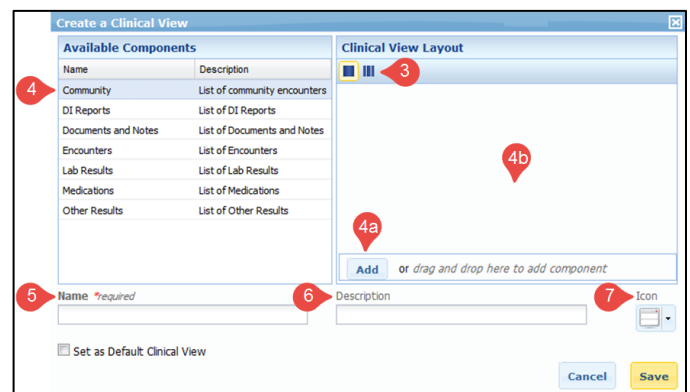 Create a Clinical View
Available Components
Clinical View Layout
Name Description
3
4
Community List of community encounters
DI Reports List of DI Reports
Documents and Notes List of Documents and Notes
Encounters List of Encounters
Lab Results List of Lab Results
Medications List of Medications
Other Results List of Other Results
4b
4a
Add or drag and drop here to add component
5 Name *required
6 Description
7 Icon
Set as Default Clinical View
Cancel Save